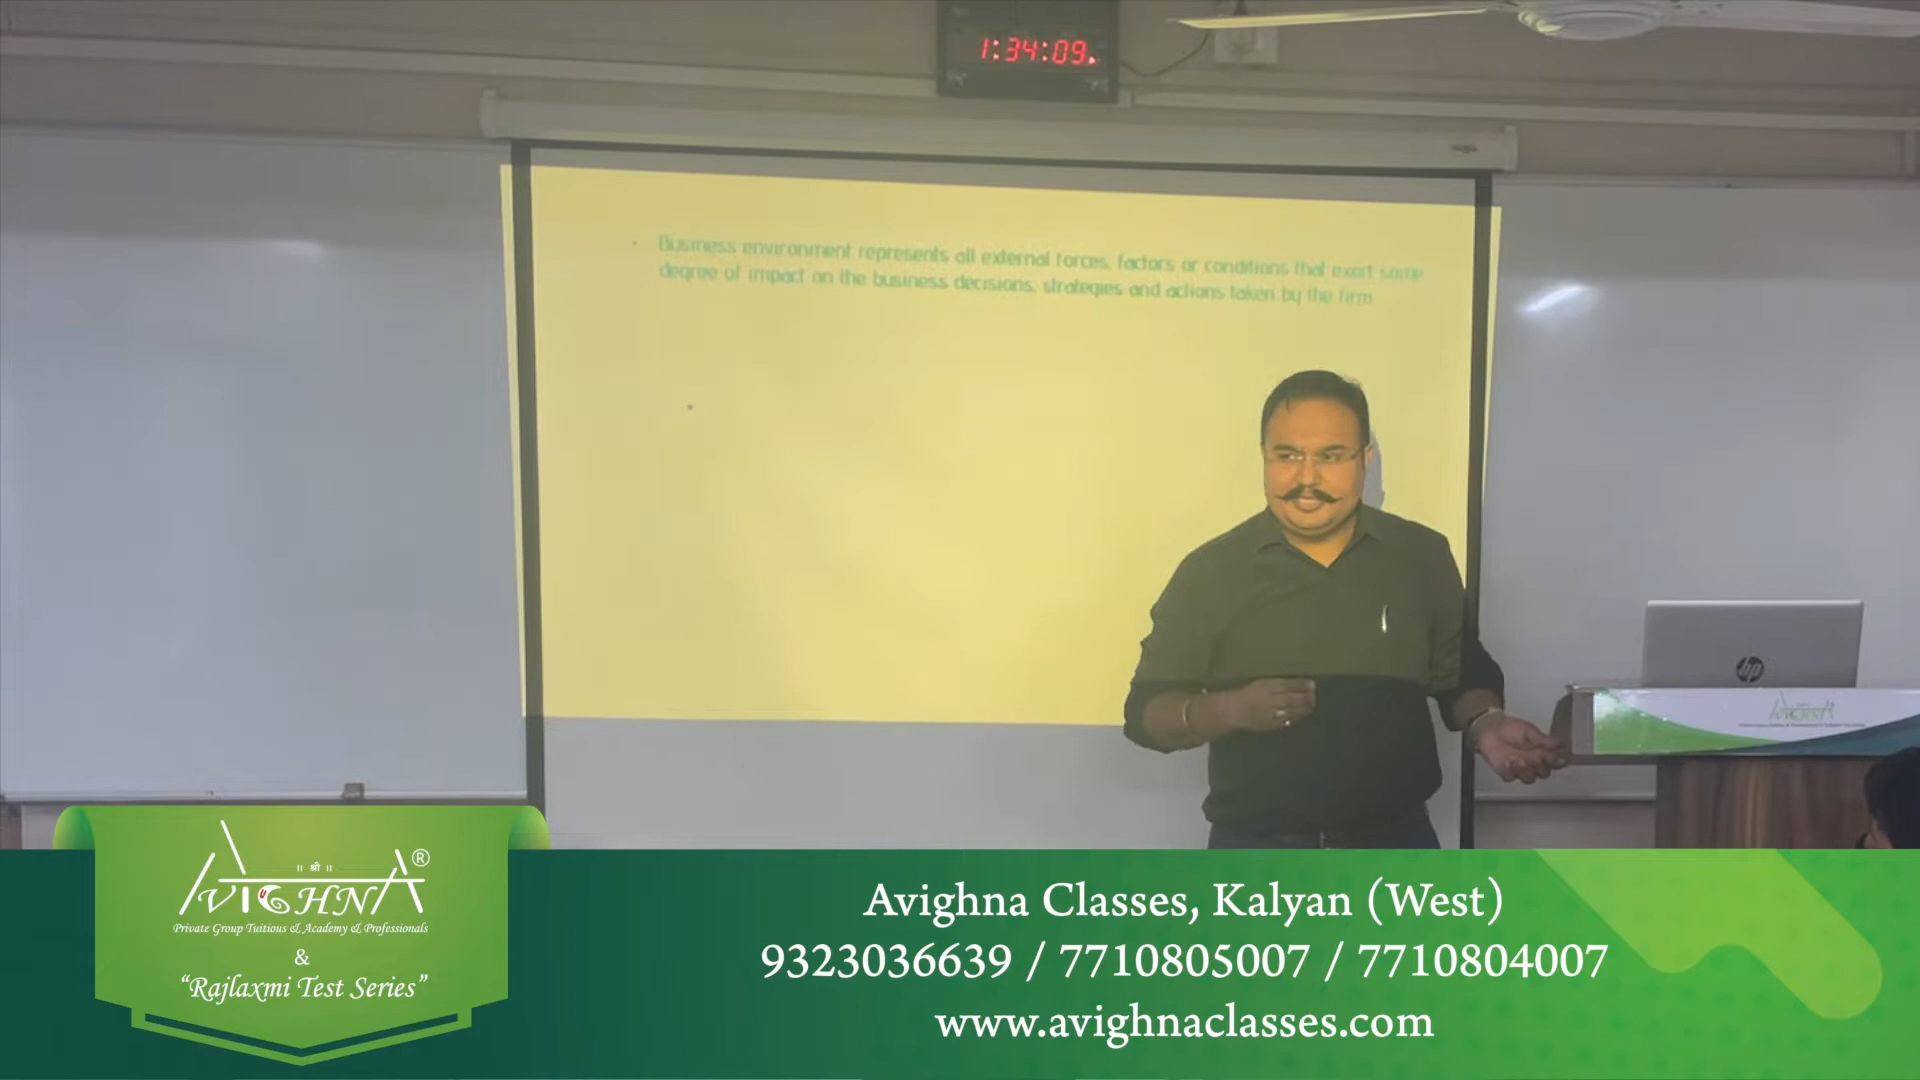 1:34:09
Business environment represents all external forces, factors or conditions that exert some
degree of impact on the business decisions, strategies and actions taken by the firm
hp
AVIGHNA
॥ श्री ॥
AVIGHNA®
Private Group Tuitious & Academy & Professionals
&
“Rajlaxmi Test Series”
Avighna Classes, Kalyan (West)
9323036639 / 7710805007 / 7710804007
www.avighnaclasses.com